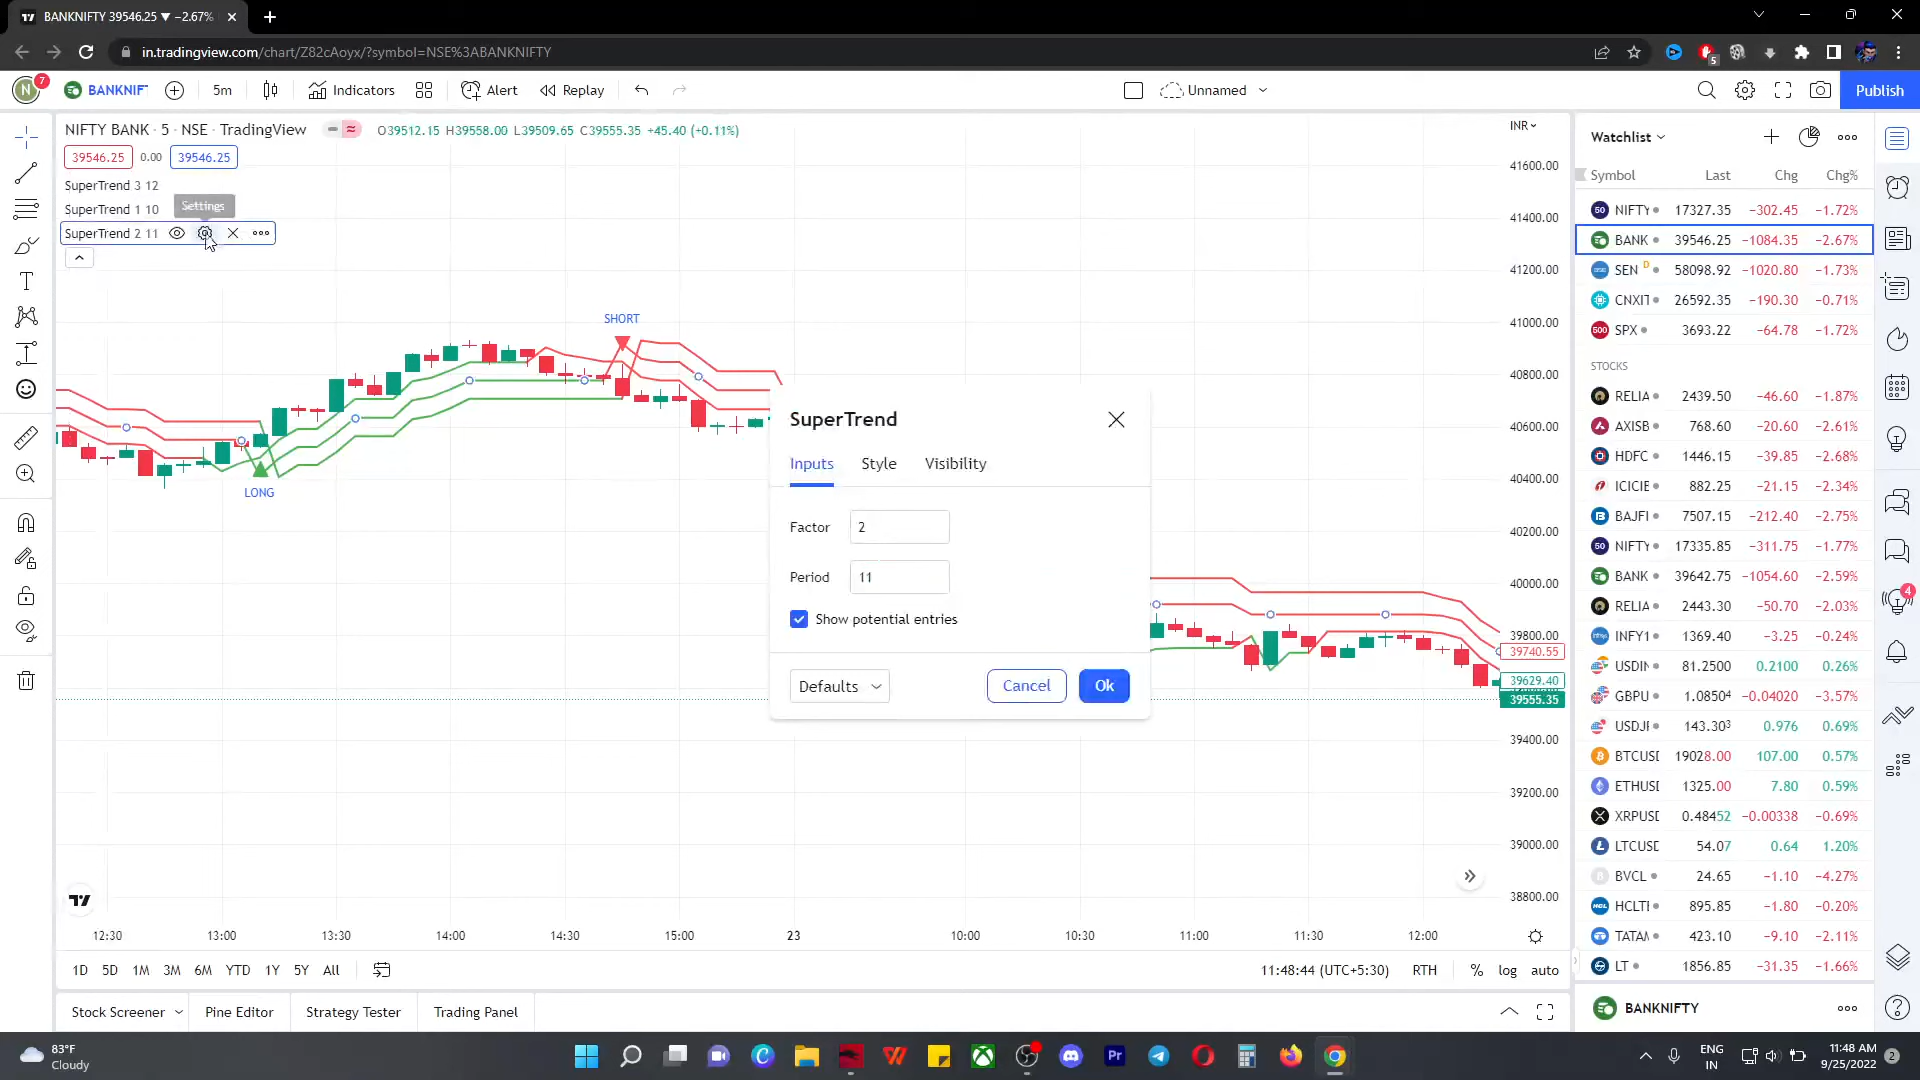 BANKNIFTY 39546.25 ▼ −2.67%
in.tradingview.com/chart/Z82cAoyx/?symbol=NSE%3ABANKNIFTY
5
N 7 BANKNIF 5m Indicators Alert Replay Unnamed Publish
NIFTY BANK · 5 · NSE · TradingView O39512.15 H39558.00 L39509.65 C39555.35 +45.40 (+0.11%)
39546.25 0.00 39546.25
SuperTrend 3 12
SuperTrend 1 10
Settings
SuperTrend 2 11
SHORT
LONG
SuperTrend
Inputs Style Visibility
Factor 2
Period 11
Show potential entries
Defaults Cancel Ok
INR
41600.00
41400.00
41200.00
41000.00
40800.00
40600.00
40400.00
40200.00
40000.00
39800.00
39740.55
39629.40
39555.35
39400.00
39200.00
39000.00
38800.00
12:30 13:00 13:30 14:00 14:30 15:00 23 10:00 10:30 11:00 11:30 12:00
1D 5D 1M 3M 6M YTD 1Y 5Y All 11:48:44 (UTC+5:30) RTH % log auto
Stock Screener Pine Editor Strategy Tester Trading Panel
Watchlist
Symbol Last Chg Chg%
NIFTY 17327.35 −302.45 −1.72%
BANK 39546.25 −1084.35 −2.67%
SEN D 58098.92 −1020.80 −1.73%
CNXIT 26592.35 −190.30 −0.71%
SPX 3693.22 −64.78 −1.72%
STOCKS
RELIA 2439.50 −46.60 −1.87%
AXISB 768.60 −20.60 −2.61%
HDFC 1446.15 −39.85 −2.68%
ICICIE 882.25 −21.15 −2.34%
BAJFI 7507.15 −212.40 −2.75%
NIFTY 17335.85 −311.75 −1.77%
BANK 39642.75 −1054.60 −2.59%
RELIA 2443.30 −50.70 −2.03%
INFY1 1369.40 −3.25 −0.24%
USDIN 81.2500 0.2100 0.26%
GBPU 1.08504 −0.04020 −3.57%
USDJF 143.303 0.976 0.69%
BTCUSD 19028.00 107.00 0.57%
ETHUSD 1325.00 7.80 0.59%
XRPUSD 0.48452 −0.00338 −0.69%
LTCUSD 54.07 0.64 1.20%
BVCL 24.65 −1.10 −4.27%
HCLTE 895.85 −1.80 −0.20%
TATAM 423.10 −9.10 −2.11%
LT 1856.85 −31.35 −1.66%
BANKNIFTY
4
83°F
Cloudy
ENG
IN
11:48 AM
9/25/2022
2